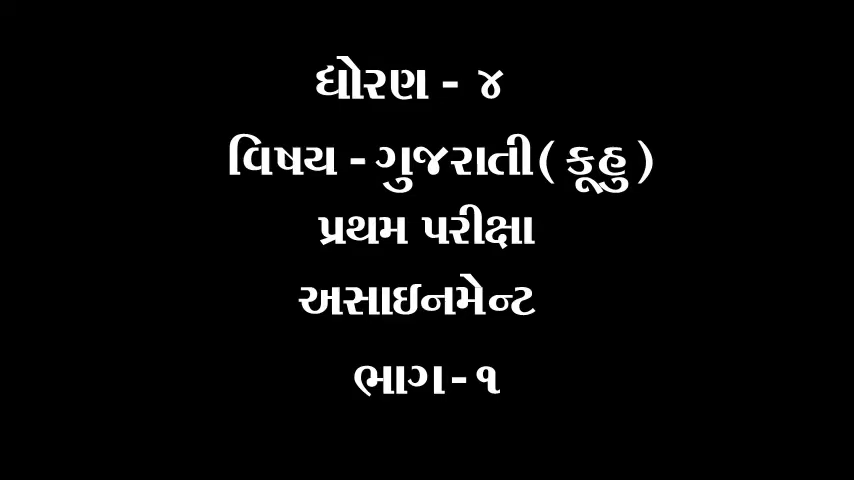 ધોરણ - ૪
વિષય - ગુજરાતી ( કૂહુ )
પ્રથમ પરીક્ષા
અસાઇનમેન્ટ
ભાગ - ૧